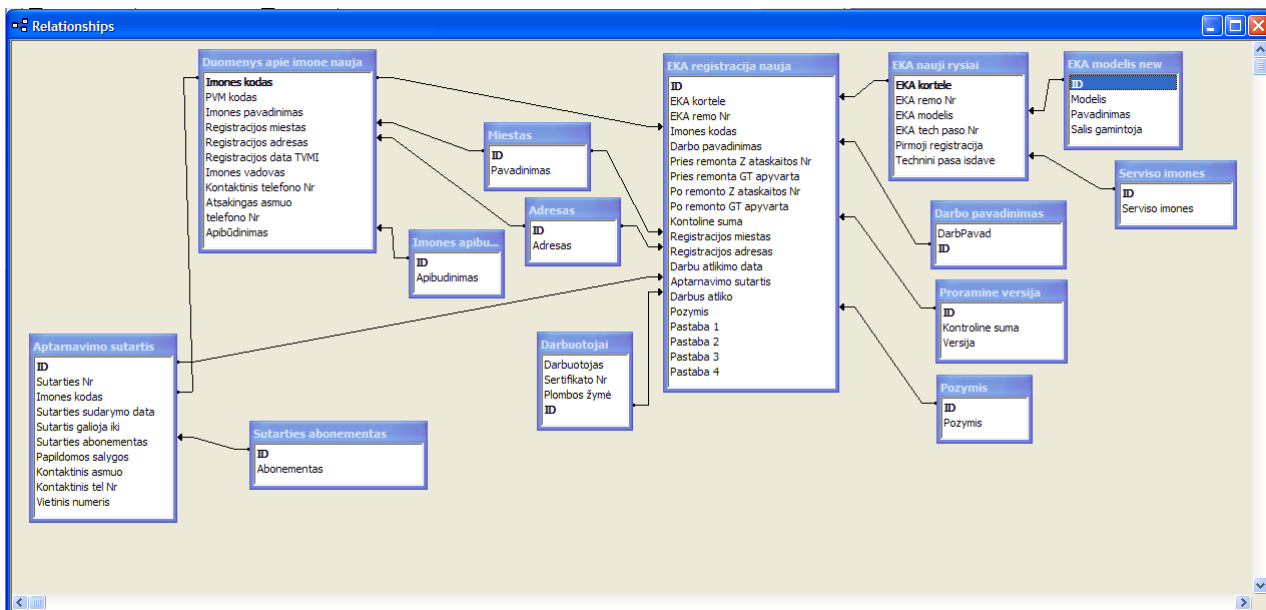 Relationships
Duomenys apie imone nauja
Imones kodas
PVM kodas
Imones pavadinimas
Registracijos miestas
Registracijos adresas
Registracijos data TVMI
Imones vadovas
Kontaktinis telefono Nr
Atsakingas asmuo
telefono Nr
Apibūdinimas
Miestas
ID
Pavadinimas
Adresas
ID
Adresas
Imones apibu...
ID
Apibudinimas
EKA registracija nauja
ID
EKA kortele
EKA remo Nr
Imones kodas
Darbo pavadinimas
Pries remonta Z ataskaitos Nr
Pries remonta GT apyvarta
Po remonto Z ataskaitos Nr
Po remonto GT apyvarta
Kontoline suma
Registracijos miestas
Registracijos adresas
Darbu atlikimo data
Aptarnavimo sutartis
Darbus atliko
Pozymis
Pastaba 1
Pastaba 2
Pastaba 3
Pastaba 4
EKA nauji rysiai
EKA kortele
EKA remo Nr
EKA modelis
EKA tech paso Nr
Pirmoji registracija
Technini pasa isdave
EKA modelis new
ID
Modelis
Pavadinimas
Salis gamintoja
Serviso imones
ID
Serviso imones
Darbo pavadinimas
DarbPavad
ID
Proramine versija
ID
Kontroline suma
Versija
Pozymis
ID
Pozymis
Darbuotojai
Darbuotojas
Sertifikato Nr
Plombos žymė
ID
Aptarnavimo sutartis
ID
Sutarties Nr
Imones kodas
Sutarties sudarymo data
Sutartis galioja iki
Sutarties abonementas
Papildomos salygos
Kontaktinis asmuo
Kontaktinis tel Nr
Vietinis numeris
Sutarties abonementas
ID
Abonementas